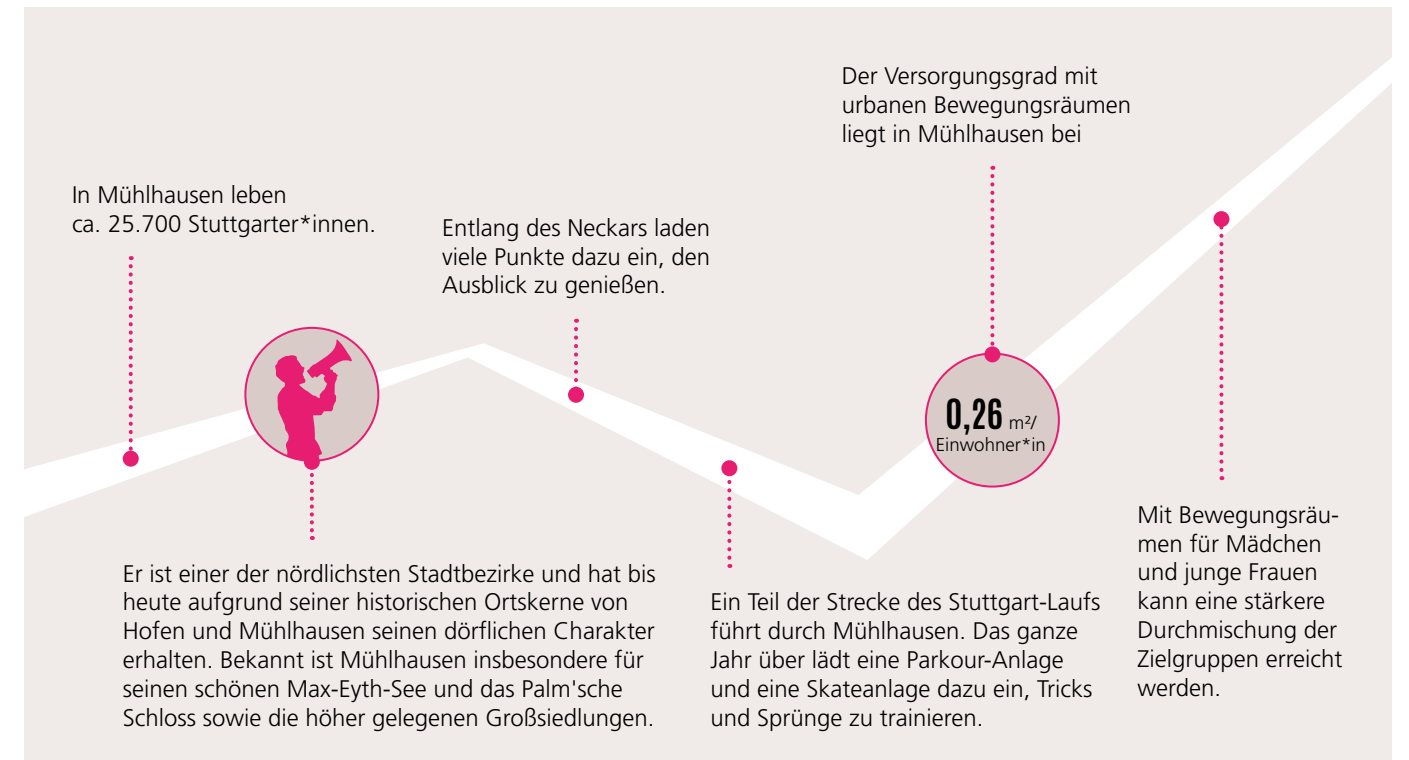 In Mühlhausen leben
ca. 25.700 Stuttgarter*innen.
Er ist einer der nördlichsten Stadtbezirke und hat bis
heute aufgrund seiner historischen Ortskerne von
Hofen und Mühlhausen seinen dörflichen Charakter
erhalten. Bekannt ist Mühlhausen insbesondere für
seinen schönen Max-Eyth-See und das Palm'sche
Schloss sowie die höher gelegenen Großsiedlungen.
Entlang des Neckars laden
viele Punkte dazu ein, den
Ausblick zu genießen.
Ein Teil der Strecke des Stuttgart-Laufs
führt durch Mühlhausen. Das ganze
Jahr über lädt eine Parkour-Anlage
und eine Skateanlage dazu ein, Tricks
und Sprünge zu trainieren.
Der Versorgungsgrad mit
urbanen Bewegungsräumen
liegt in Mühlhausen bei
0,26 m²/
Einwohner*in
Mit Bewegungsräu-
men für Mädchen
und junge Frauen
kann eine stärkere
Durchmischung der
Zielgruppen erreicht
werden.